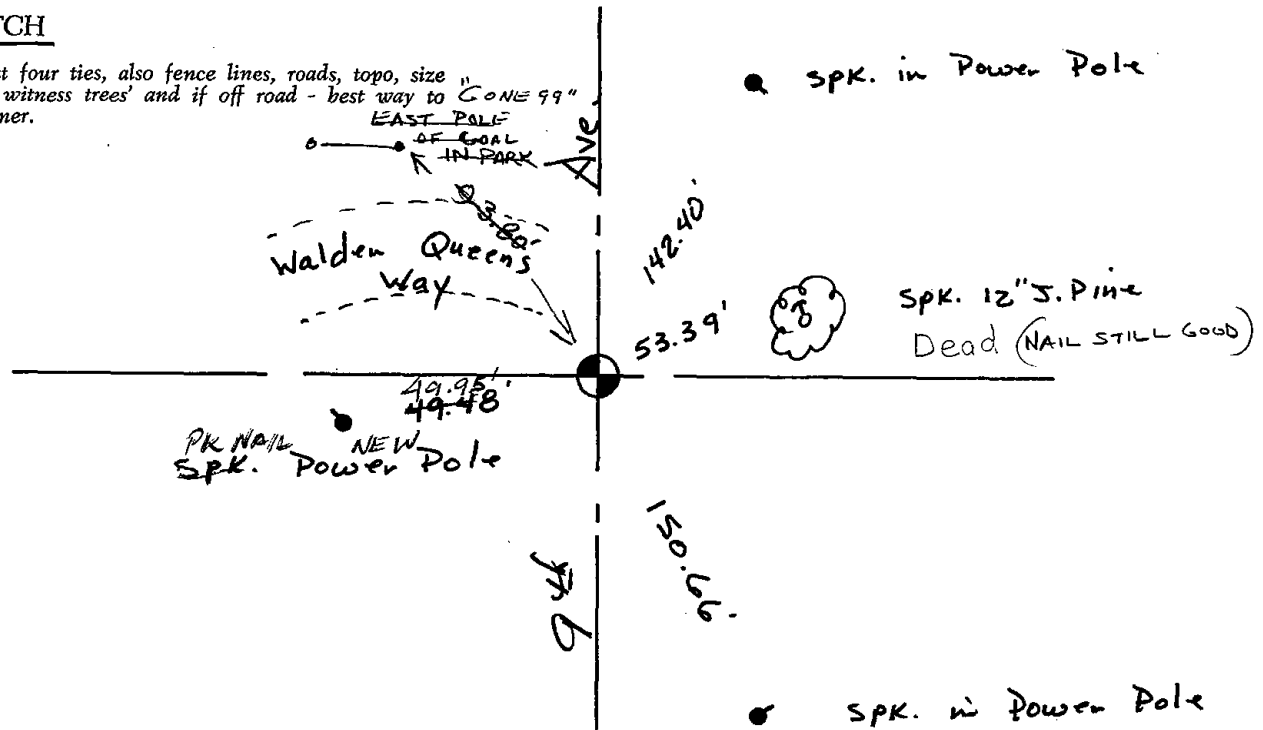 TCH
t four ties, also fence lines, roads, topo, size
witness trees' and if off road - best way to
ner.
"CONE 99"
EAST POLE
OF GOAL
IN PARK
Ave.
spk. in Power Pole
93.80'
Walden Queens
Way
142.40'
53.39'
spk. 12" J. Pine
Dead (NAIL STILL GOOD)
49.95'
49.48'
PK NAIL NEW
Spk. Power Pole
150.66
9th
spk. in Power Pole